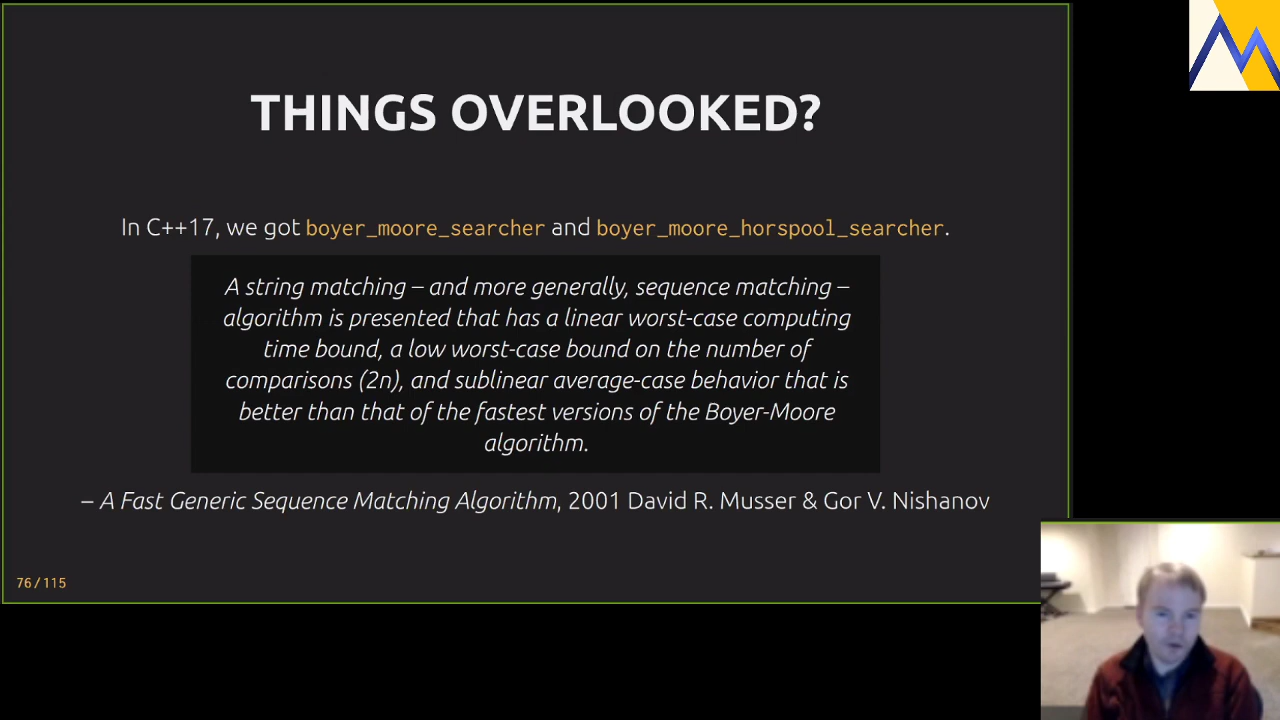 THINGS OVERLOOKED?
In C++17, we got boyer_moore_searcher and boyer_moore_horspool_searcher.
A string matching – and more generally, sequence matching –
algorithm is presented that has a linear worst-case computing
time bound, a low worst-case bound on the number of
comparisons (2n), and sublinear average-case behavior that is
better than that of the fastest versions of the Boyer-Moore
algorithm.
– A Fast Generic Sequence Matching Algorithm, 2001 David R. Musser & Gor V. Nishanov
76 / 115